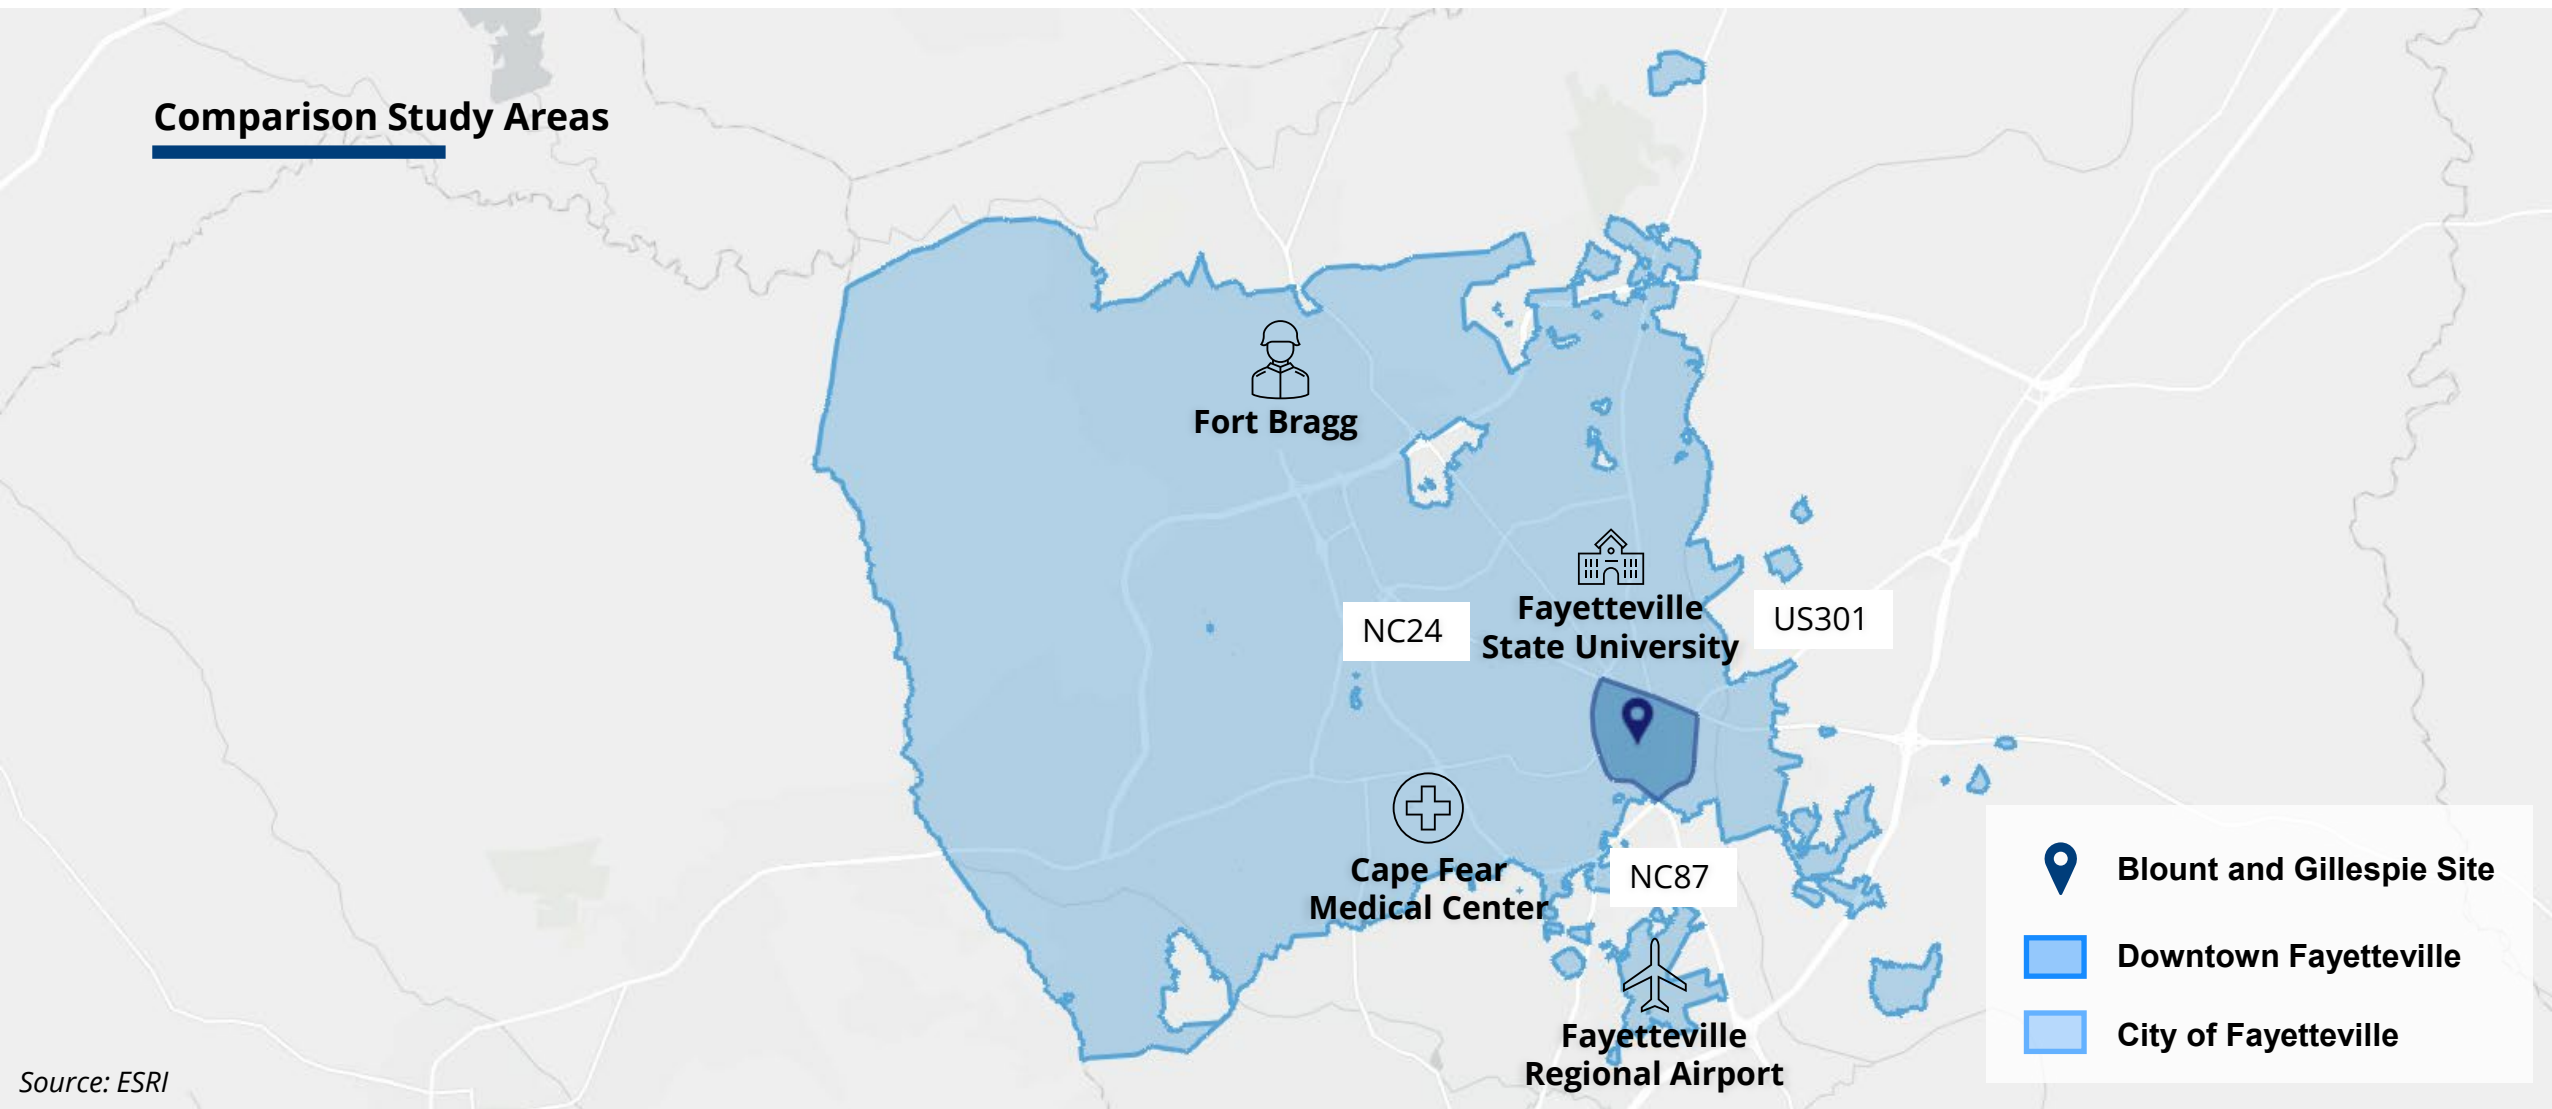 Comparison Study Areas
Fort Bragg
Fayetteville
State University
NC24
US301
Cape Fear
Medical Center
NC87
Fayetteville
Regional Airport
Blount and Gillespie Site
Downtown Fayetteville
City of Fayetteville
Source: ESRI